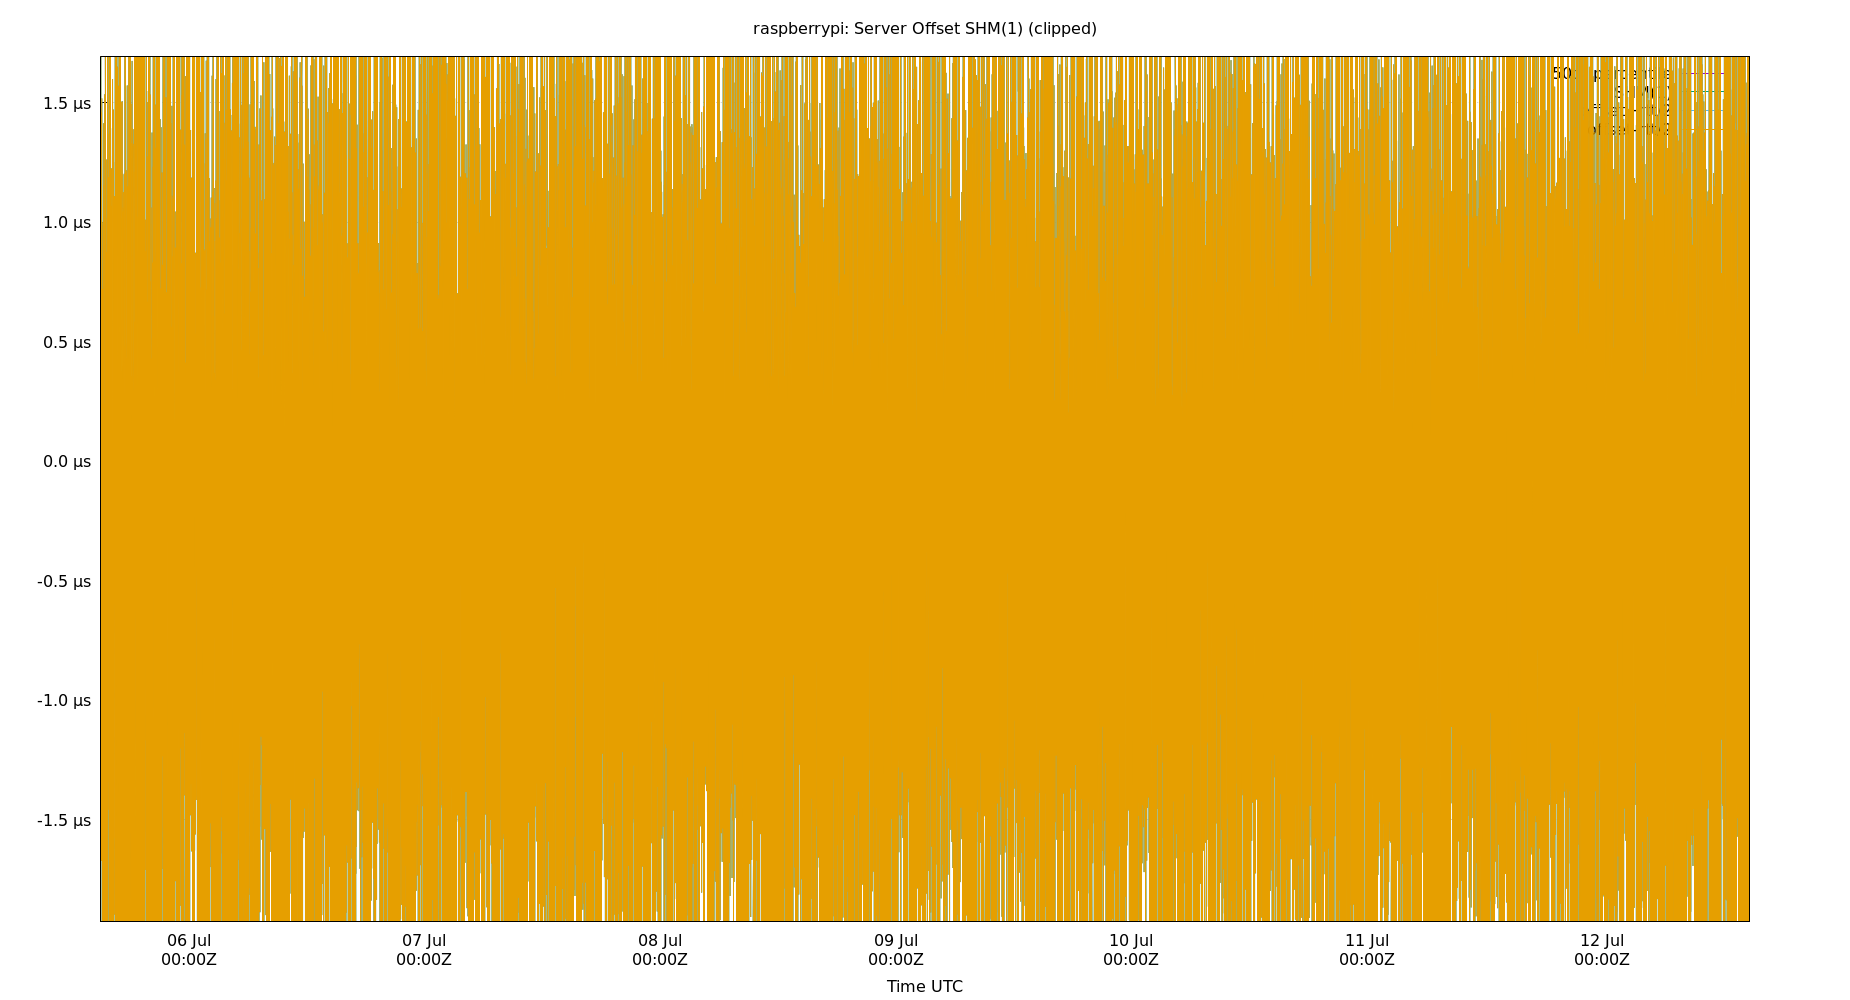 raspberrypi: Server Offset SHM(1) (clipped)
1.5 µs
1.0 µs
0.5 µs
0.0 µs
-0.5 µs
-1.0 µs
-1.5 µs
06 Jul
00:00Z
07 Jul
00:00Z
08 Jul
00:00Z
09 Jul
00:00Z
10 Jul
00:00Z
11 Jul
00:00Z
12 Jul
00:00Z
Time UTC